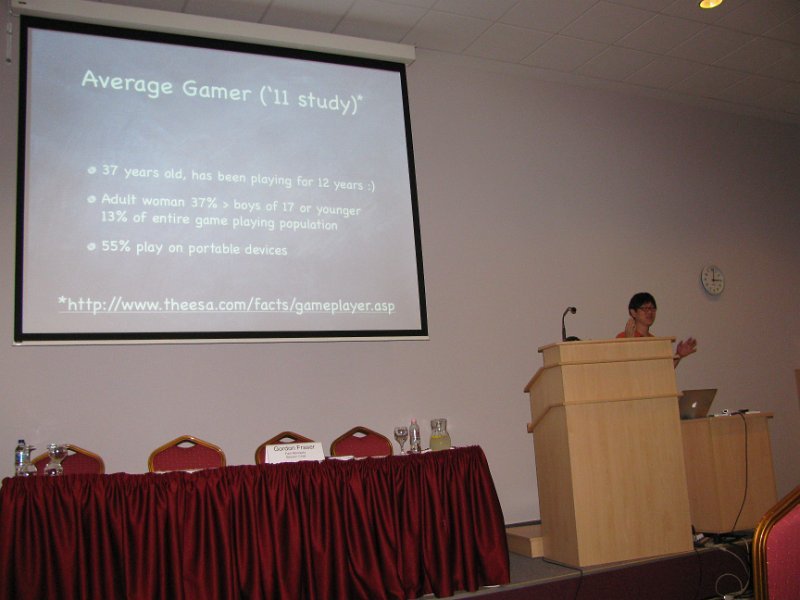 Average Gamer ('11 study)*
37 years old, has been playing for 12 years :)
Adult woman 37% > boys of 17 or younger
13% of entire game playing population
55% play on portable devices
*http://www.theesa.com/facts/gameplayer.asp
Gordon Fraser